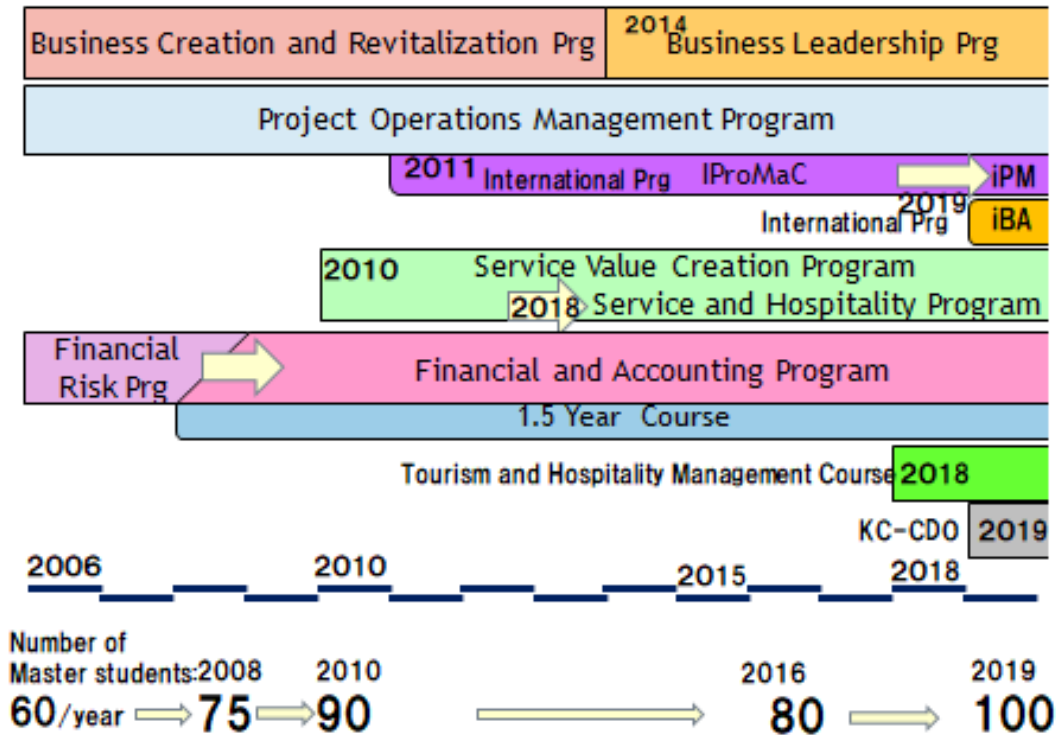 Business Creation and Revitalization Prg
2014
Business Leadership Prg
Project Operations Management Program
2011 International Prg IProMaC iPM
2019
International Prg iBA
2010 Service Value Creation Program
2018 Service and Hospitality Program
Financial
Risk Prg
Financial and Accounting Program
1.5 Year Course
Tourism and Hospitality Management Course 2018
KC-CDO 2019
2006 2010 2015 2018
Number of
Master students: 2008 2010 2016 2019
60/year 75 90 80 100